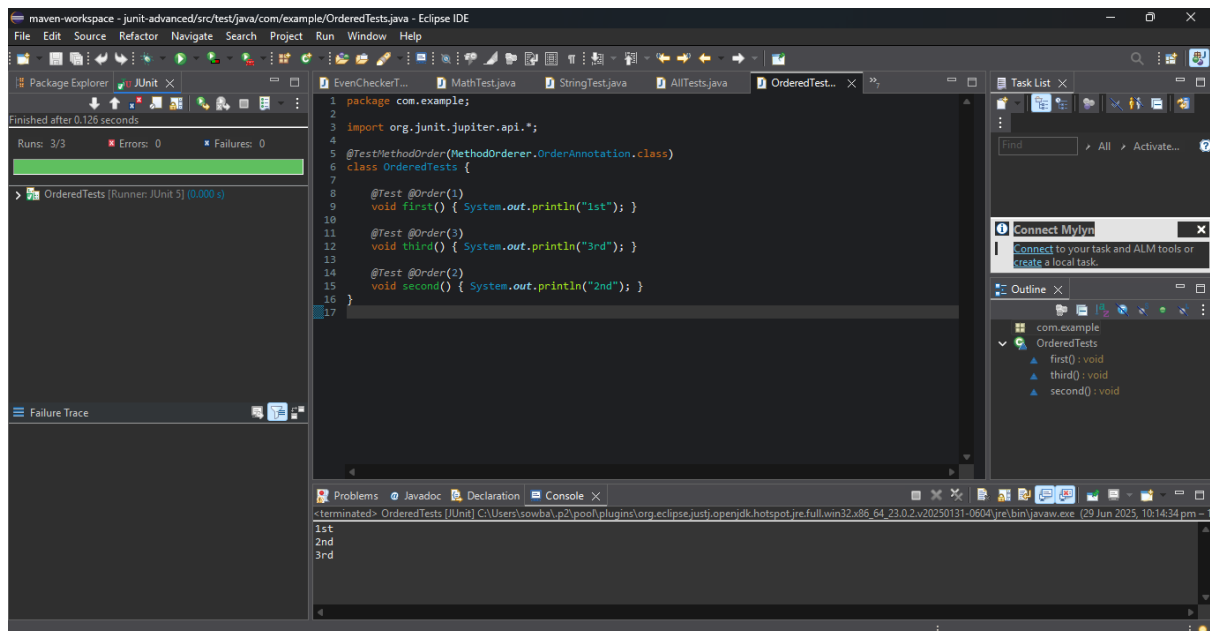 maven-workspace - junit-advanced/src/test/java/com/example/OrderedTests.java - Eclipse IDE
File Edit Source Refactor Navigate Search Project Run Window Help
Package Explorer JUnit
Finished after 0.126 seconds
Runs: 3/3 Errors: 0 Failures: 0
OrderedTests [Runner: JUnit 5] (0.000 s)
Failure Trace
EvenCheckerT... MathTest.java StringTest.java AllTests.java OrderedTest... »7
1 package com.example;
2
3 import org.junit.jupiter.api.*;
4
5 @TestMethodOrder(MethodOrderer.OrderAnnotation.class)
6 class OrderedTests {
7
8 @Test @Order(1)
9 void first() { System.out.println("1st"); }
10
11 @Test @Order(3)
12 void third() { System.out.println("3rd"); }
13
14 @Test @Order(2)
15 void second() { System.out.println("2nd"); }
16 }
17
Task List
Find All Activate...
Connect Mylyn
Connect to your task and ALM tools or
create a local task.
Outline
com.example
OrderedTests
first() : void
third() : void
second() : void
Problems Javadoc Declaration Console
<terminated> OrderedTests [JUnit] C:\Users\sowba\.p2\pool\plugins\org.eclipse.justj.openjdk.hotspot.jre.full.win32.x86_64_23.0.2.v20250131-0604\jre\bin\javaw.exe (29 Jun 2025, 10:14:34 pm – 1
1st
2nd
3rd